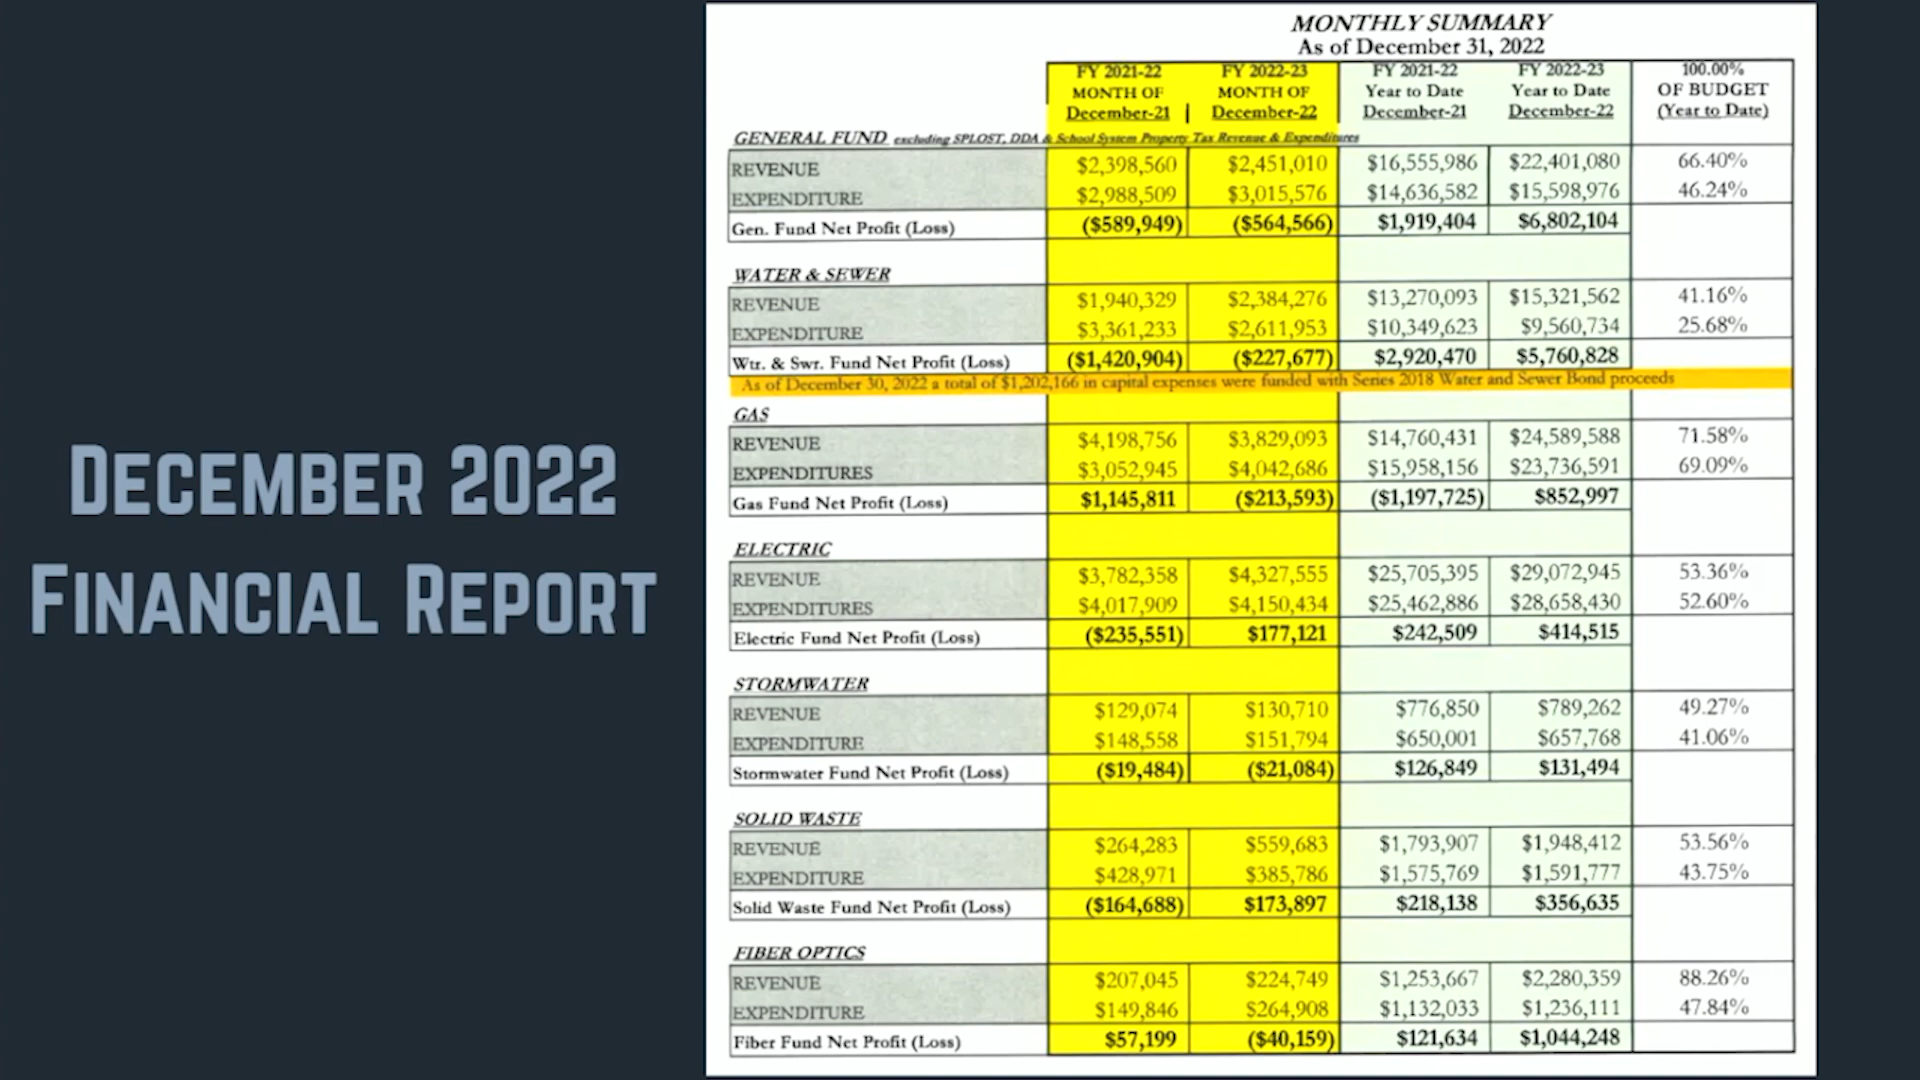 DECEMBER 2022
FINANCIAL REPORT
MONTHLY SUMMARY
As of December 31, 2022
FY 2021-22 FY 2022-23 FY 2021-22 FY 2022-23 100.00%
MONTH OF MONTH OF Year to Date Year to Date OF BUDGET
December-21 December-22 December-21 December-22 (Year to Date)
GENERAL FUND excluding SPLOST, DDA & School System Property Tax Revenue & Expenditures
REVENUE $2,398,560 $2,451,010 $16,555,986 $22,401,080 66.40%
EXPENDITURE $2,988,509 $3,015,576 $14,636,582 $15,598,976 46.24%
Gen. Fund Net Profit (Loss) ($589,949) ($564,566) $1,919,404 $6,802,104
WATER & SEWER
REVENUE $1,940,329 $2,384,276 $13,270,093 $15,321,562 41.16%
EXPENDITURE $3,361,233 $2,611,953 $10,349,623 $9,560,734 25.68%
Wtr. & Swr. Fund Net Profit (Loss) ($1,420,904) ($227,677) $2,920,470 $5,760,828
As of December 30, 2022 a total of $1,202,166 in capital expenses were funded with Series 2018 Water and Sewer Bond proceeds
GAS
REVENUE $4,198,756 $3,829,093 $14,760,431 $24,589,588 71.58%
EXPENDITURES $3,052,945 $4,042,686 $15,958,156 $23,736,591 69.09%
Gas Fund Net Profit (Loss) $1,145,811 ($213,593) ($1,197,725) $852,997
ELECTRIC
REVENUE $3,782,358 $4,327,555 $25,705,395 $29,072,945 53.36%
EXPENDITURES $4,017,909 $4,150,434 $25,462,886 $28,658,430 52.60%
Electric Fund Net Profit (Loss) ($235,551) $177,121 $242,509 $414,515
STORMWATER
REVENUE $129,074 $130,710 $776,850 $789,262 49.27%
EXPENDITURE $148,558 $151,794 $650,001 $657,768 41.06%
Stormwater Fund Net Profit (Loss) ($19,484) ($21,084) $126,849 $131,494
SOLID WASTE
REVENUE $264,283 $559,683 $1,793,907 $1,948,412 53.56%
EXPENDITURE $428,971 $385,786 $1,575,769 $1,591,777 43.75%
Solid Waste Fund Net Profit (Loss) ($164,688) $173,897 $218,138 $356,635
FIBER OPTICS
REVENUE $207,045 $224,749 $1,253,667 $2,280,359 88.26%
EXPENDITURE $149,846 $264,908 $1,132,033 $1,236,111 47.84%
Fiber Fund Net Profit (Loss) $57,199 ($40,159) $121,634 $1,044,248